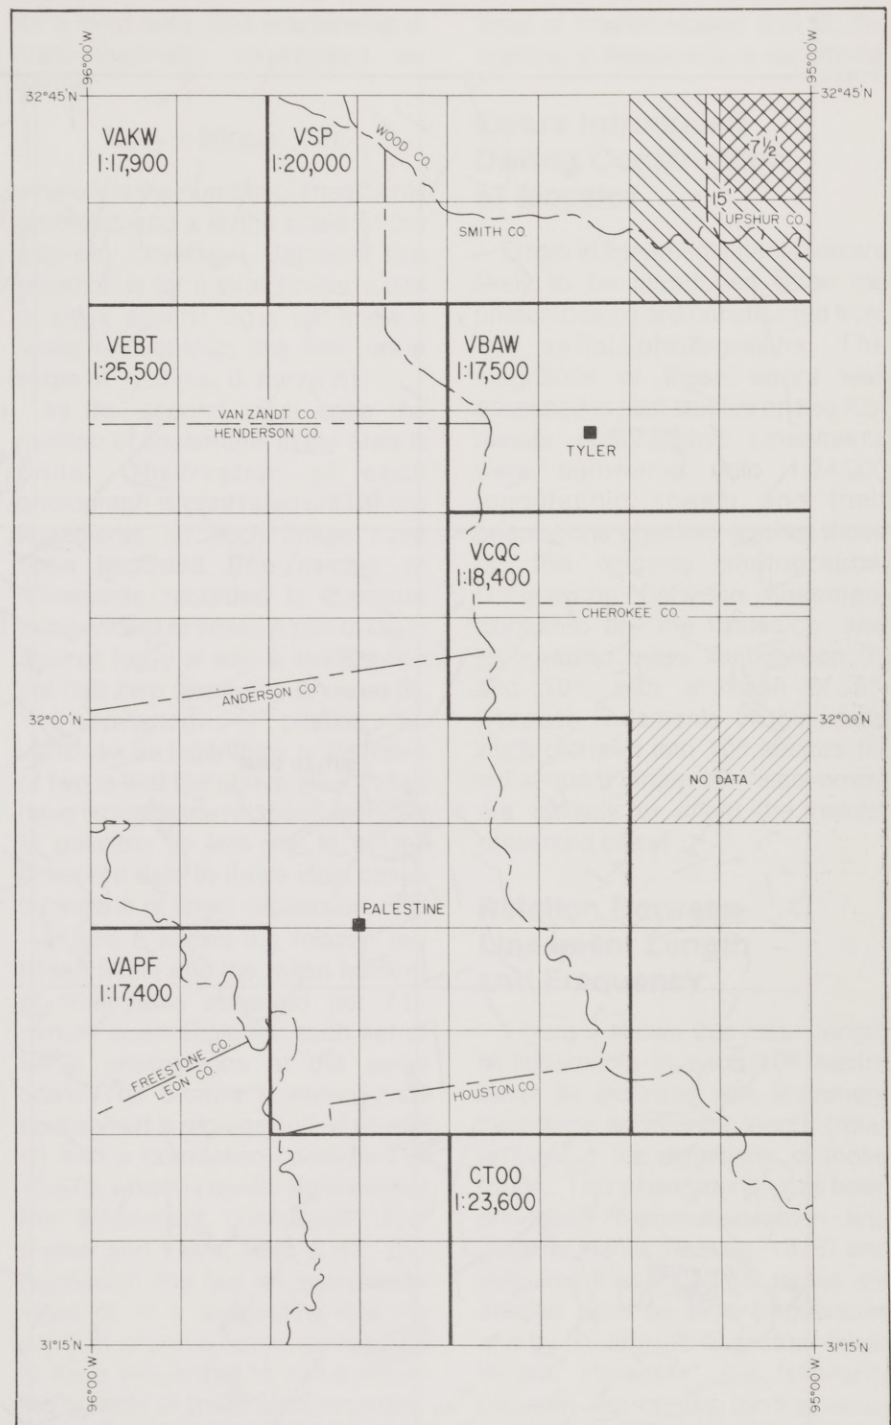 96°00'W
95°00'W
32°45'N
32°45'N
VAKW
1:17,900
VSP
1:20,000
WOOD CO.
7½'
15'
UPSHUR CO.
SMITH CO.
VEBT
1:25,500
VBAW
1:17,500
VAN ZANDT CO.
HENDERSON CO.
TYLER
VCQC
1:18,400
CHEROKEE CO.
ANDERSON CO.
32°00'N
32°00'N
NO DATA
PALESTINE
VAPF
1:17,400
FREESTONE CO.
LEON CO.
HOUSTON CO.
CTOO
1:23,600
31°15'N
31°15'N
96°00'W
95°00'W